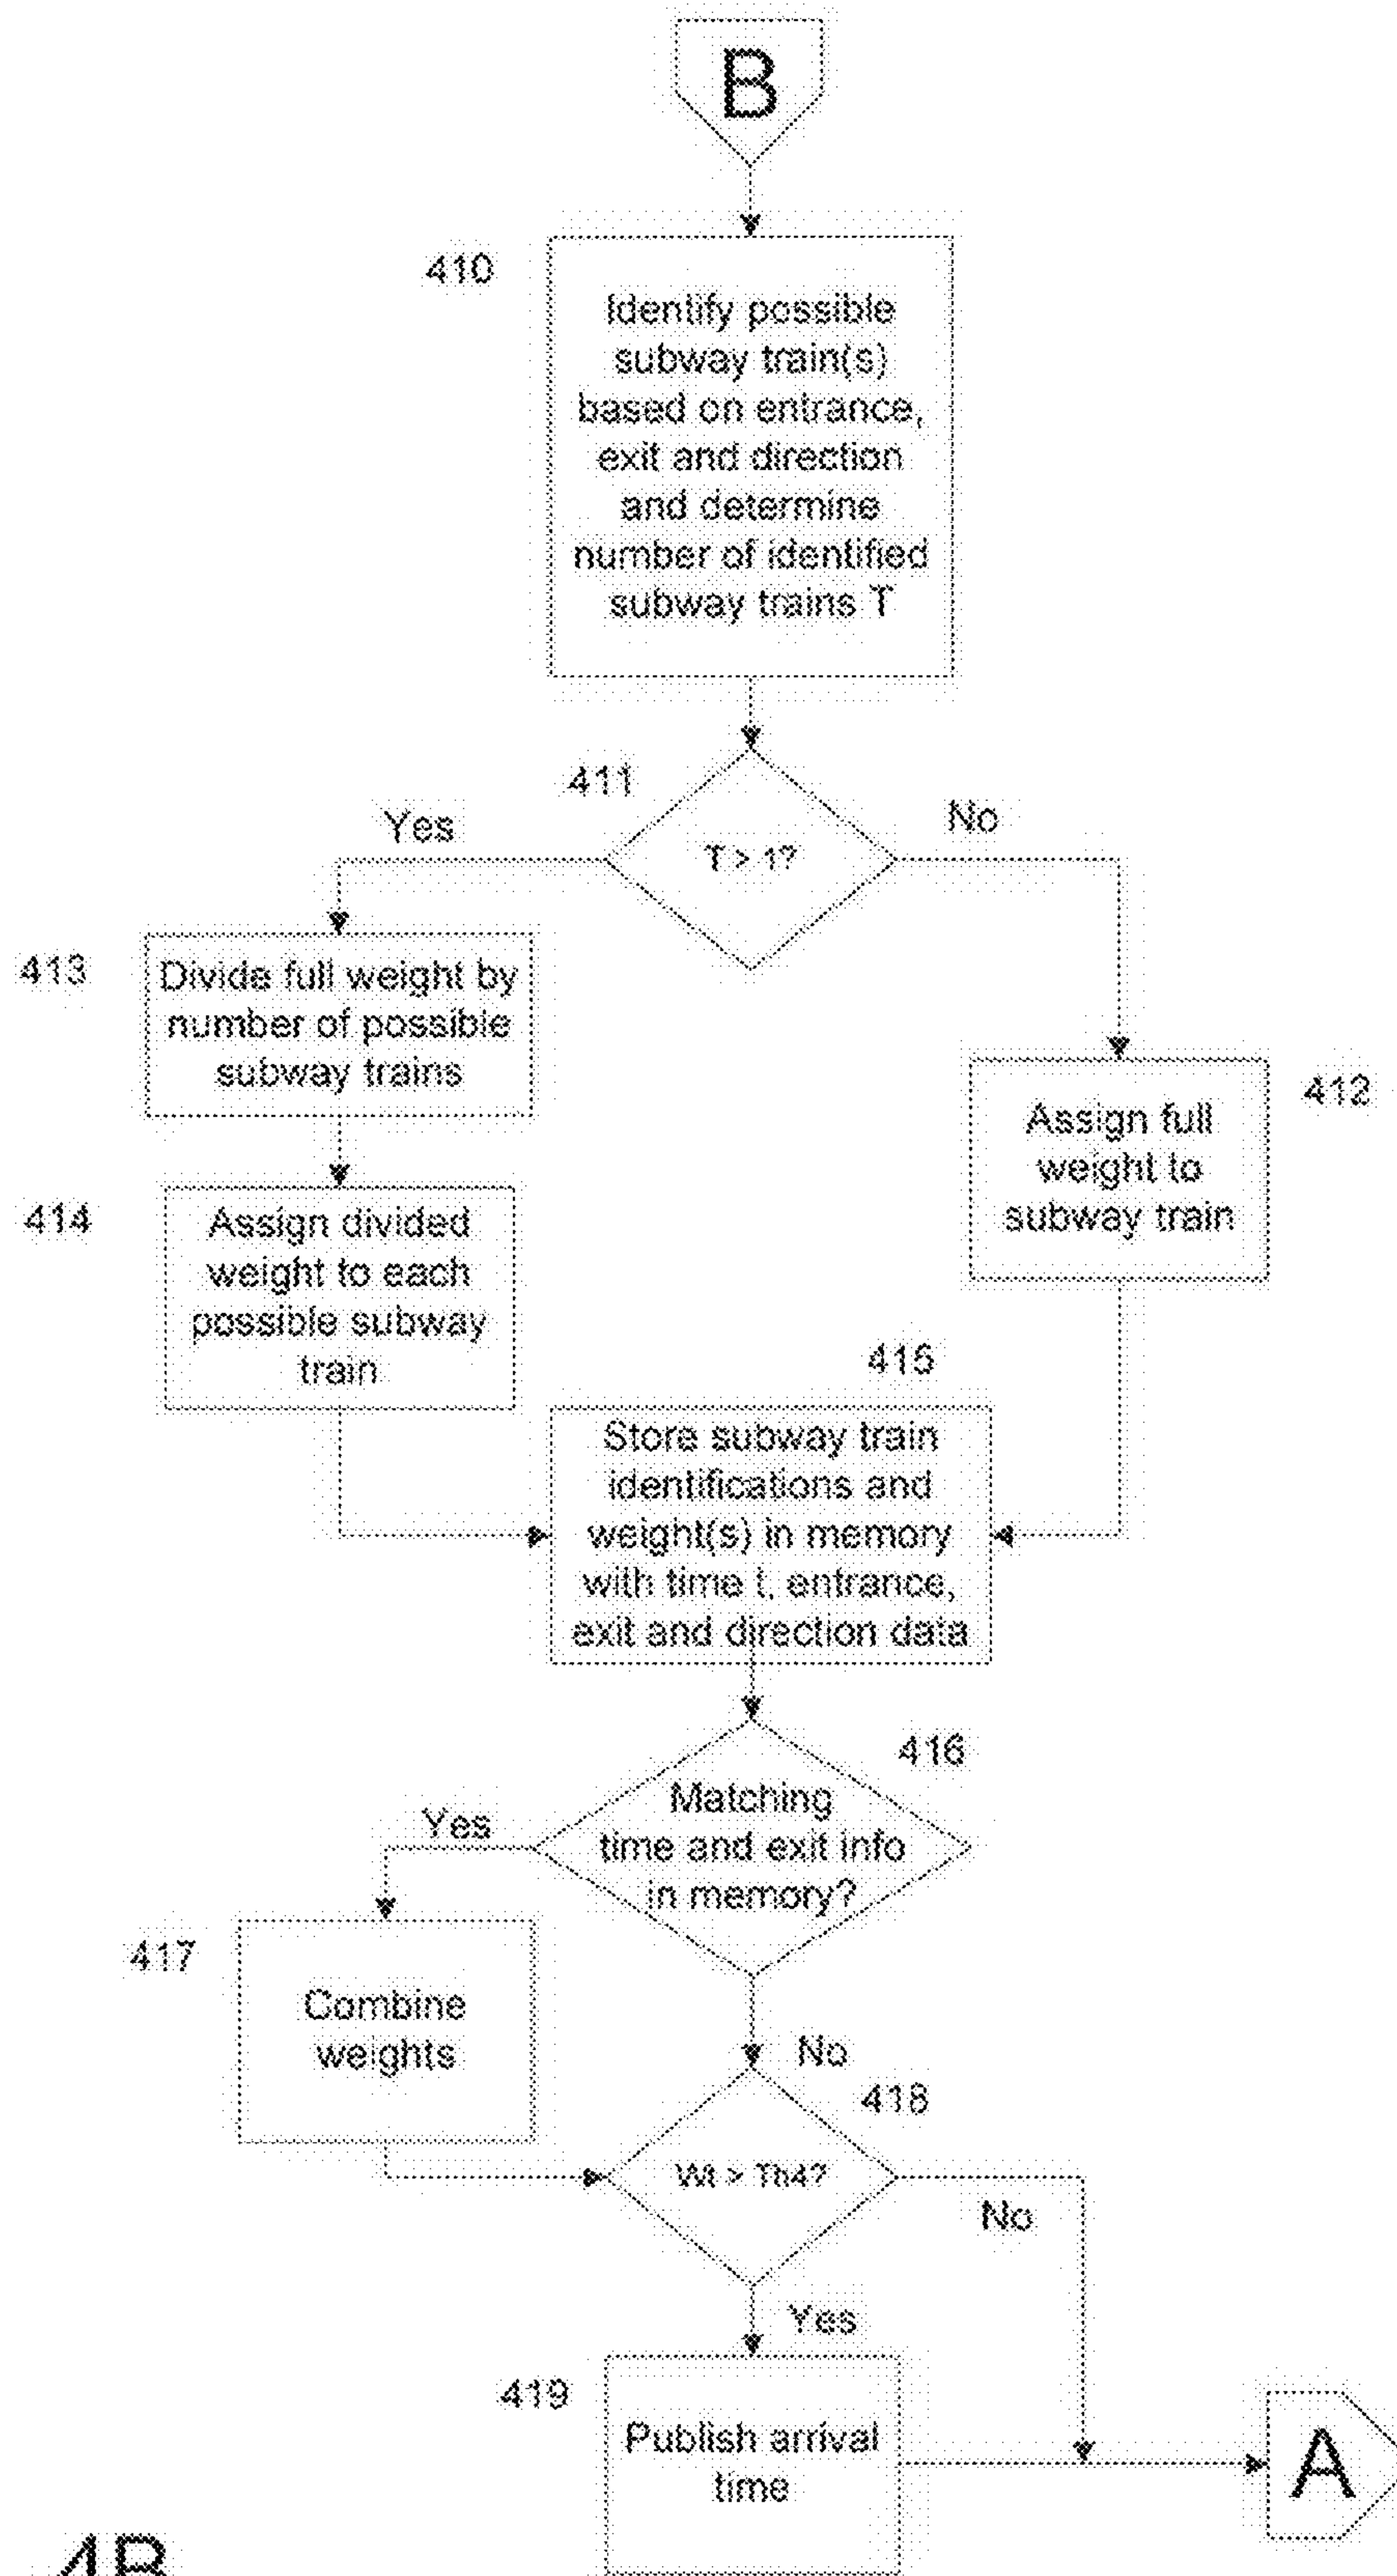 B
410
Identify possible
subway train(s)
based on entrance,
exit and direction
and determine
number of identified
subway trains T
411
Yes
No
T > 1?
413
Divide full weight by
number of possible
subway trains
412
Assign full
weight to
subway train
414
Assign divided
weight to each
possible subway
train
415
Store subway train
identifications and
weight(s) in memory
with time t, entrance,
exit and direction data
416
Matching
time and exit info
in memory?
Yes
417
Combine
weights
No
418
Wt > Th4?
No
Yes
419
Publish arrival
time
A
4B